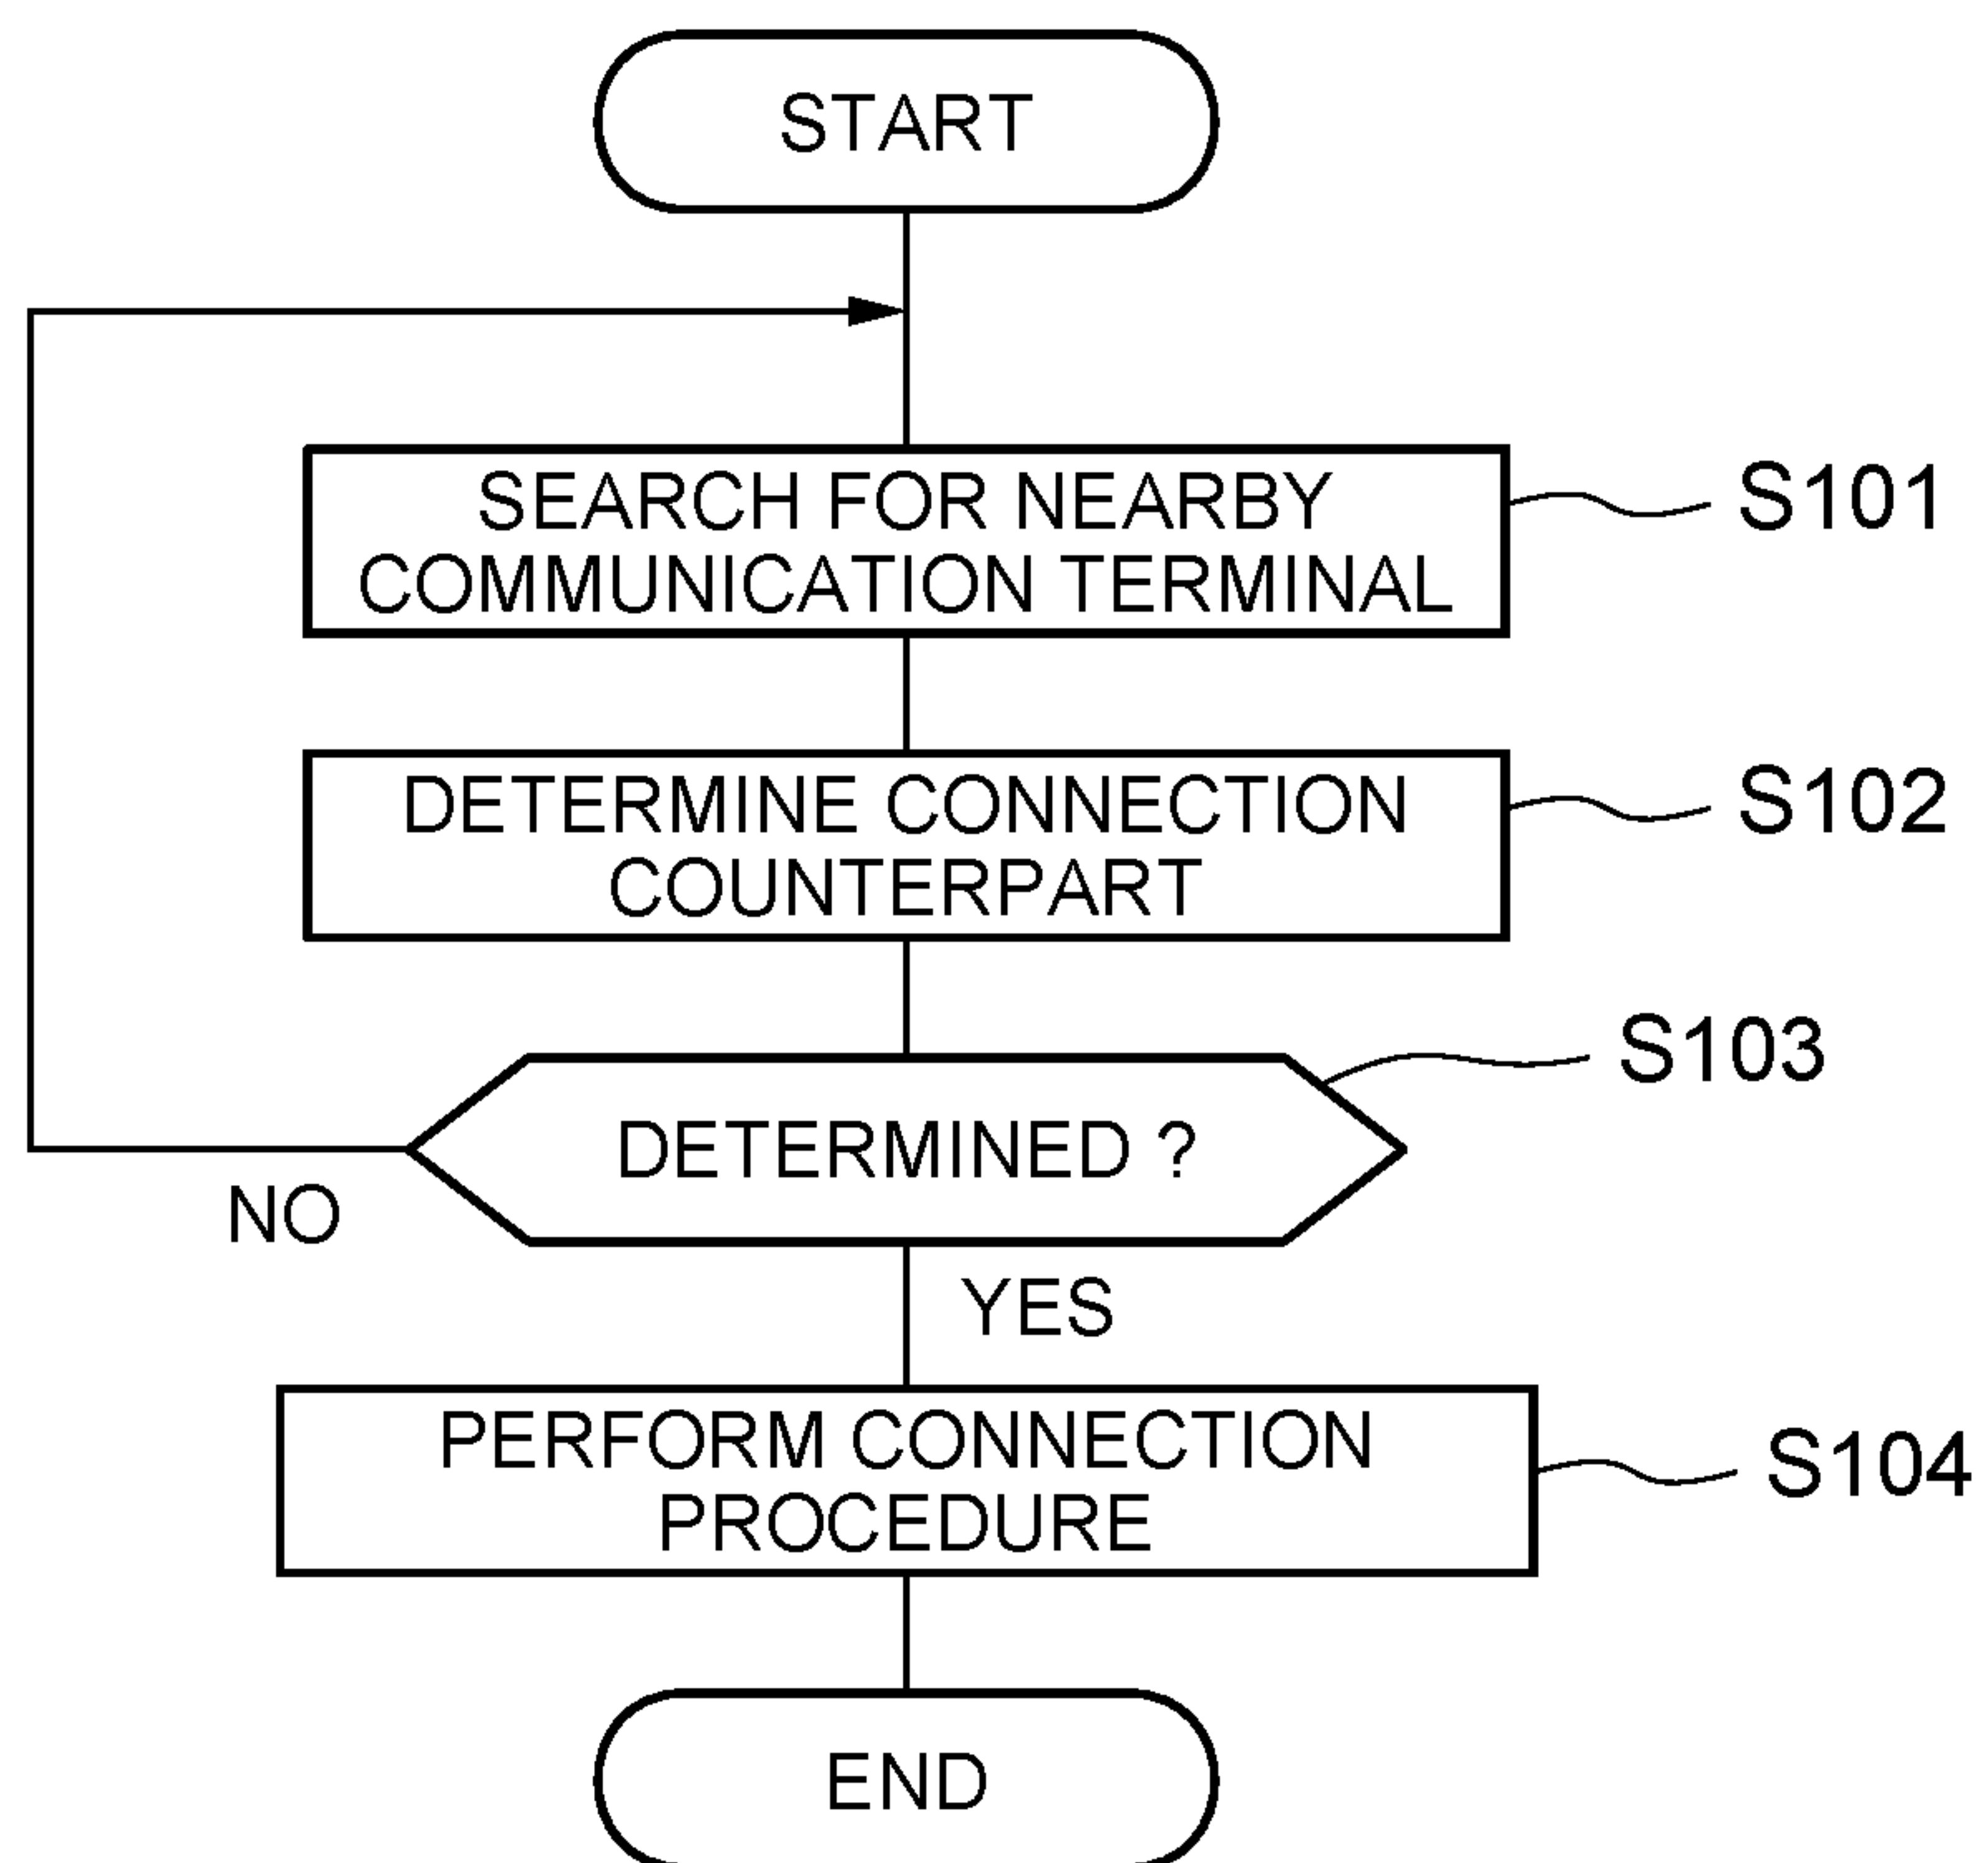 START
SEARCH FOR NEARBY
COMMUNICATION TERMINAL
S101
DETERMINE CONNECTION
COUNTERPART
S102
S103
DETERMINED ?
NO
YES
PERFORM CONNECTION
PROCEDURE
S104
END